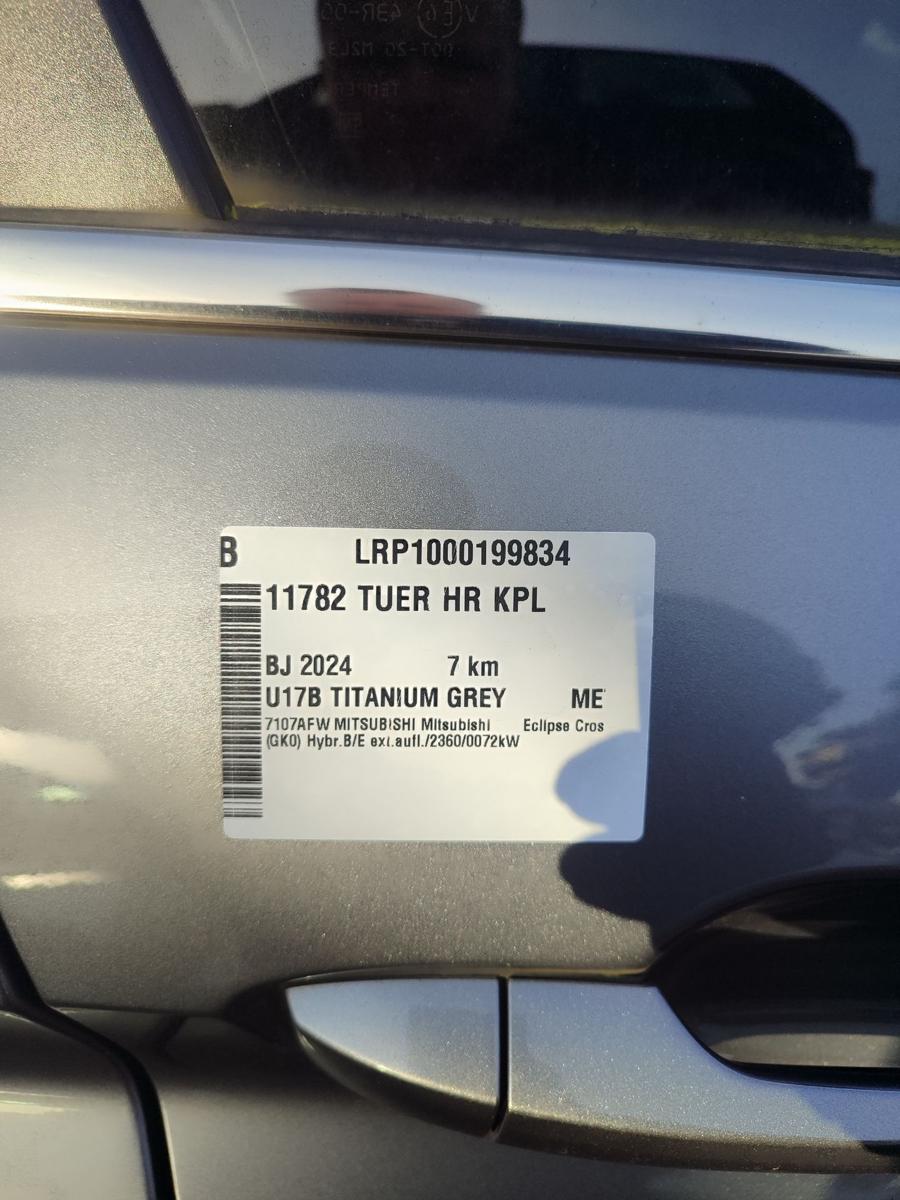 B LRP1000199834
11782 TUER HR KPL
BJ 2024 7 km
U17B TITANIUM GREY ME
7107AFW MITSUBISHI Mitsubishi Eclipse Cros
(GK0) Hybr.B/E ext.aufl./2360/0072kW